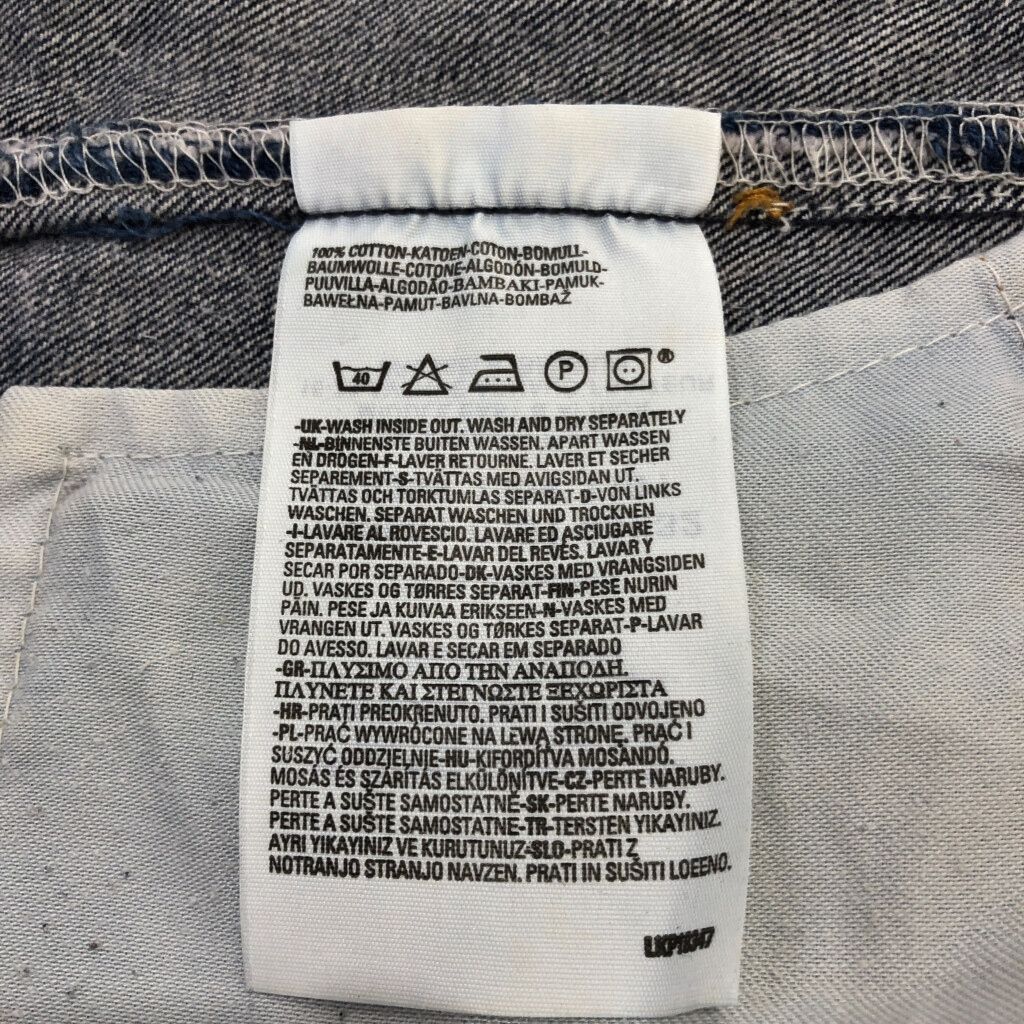 100% COTTON-KATOEN-COTON-BOMULL-
BAUMWOLLE-COTONE-ALGODÓN-BOMULD-
PUUVILLA-ALGODÃO-BAMBAKI-PAMUK-
BAWEŁNA-PAMUT-BAVLNA-BOMBAŽ
40 P ®
-UK-WASH INSIDE OUT. WASH AND DRY SEPARATELY
-NL-BINNENSTE BUITEN WASSEN. APART WASSEN
EN DROGEN-F-LAVER RETOURNE. LAVER ET SECHER
SEPAREMENT-S-TVÄTTAS MED AVIGSIDAN UT.
TVÄTTAS OCH TORKTUMLAS SEPARAT-D-VON LINKS
WASCHEN. SEPARAT WASCHEN UND TROCKNEN
-I-LAVARE AL ROVESCIO. LAVARE ED ASCIUGARE
SEPARATAMENTE-E-LAVAR DEL REVÉS. LAVAR Y
SECAR POR SEPARADO-DK-VASKES MED VRANGSIDEN
UD. VASKES OG TØRRES SEPARAT-FIN-PESE NURIN
PÄIN. PESE JA KUIVAA ERIKSEEN-N-VASKES MED
VRANGEN UT. VASKES OG TØRKES SEPARAT-P-LAVAR
DO AVESSO. LAVAR E SECAR EM SEPARADO
-GR-ΠΛΥΣΙΜΟ ΑΠΟ ΤΗΝ ΑΝΑΠΟΔΗ.
ΠΛΥΝΕΤΕ ΚΑΙ ΣΤΕΓΝΩΣΤΕ ΞΕΧΩΡΙΣΤΑ
-HR-PRATI PREOKRENUTO. PRATI I SUŠITI ODVOJENO
-PL-PRAĆ WYWRÓCONE NA LEWĄ STRONĘ. PRAĆ I
SUSZYĆ ODDZIELNIE-HU-KIFORDÍTVA MOSANDÓ.
MOSÁS ÉS SZÁRÍTÁS ELKÜLÖNÍTVE-CZ-PERTE NARUBY.
PERTE A SUŠTE SAMOSTATNĚ-SK-PERTE NARUBY.
PERTE A SUŠTE SAMOSTATNE-TR-TERSTEN YIKAYINIZ.
AYRI YIKAYINIZ VE KURUTUNUZ-SLO-PRATI Z
NOTRANJO STRANJO NAVZEN. PRATI IN SUŠITI LOEENO.